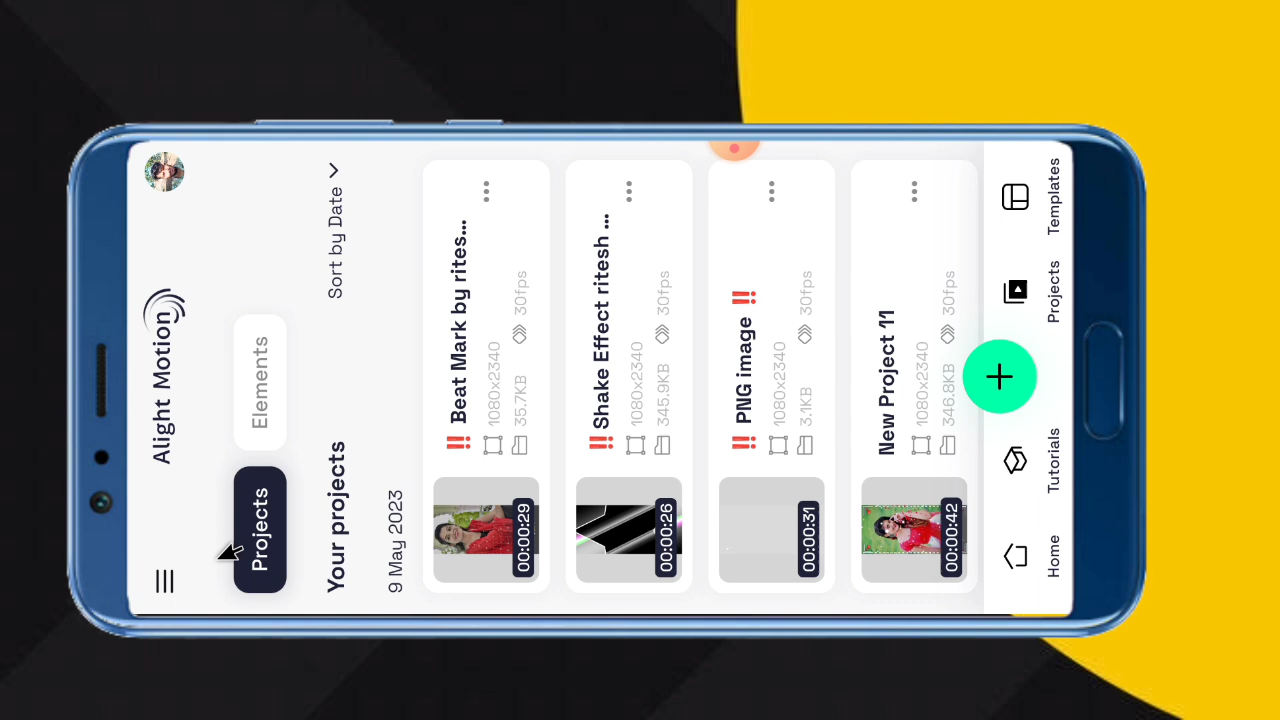 Alight Motion
Projects
Elements
Your projects
Sort by Date
9 May 2023
‼ Beat Mark by rites...
1080x2340
35.7KB
30fps
00:00:29
‼ Shake Effect ritesh ...
1080x2340
345.9KB
30fps
00:00:26
‼ PNG image ‼
1080x2340
3.1KB
30fps
00:00:31
New Project 11
1080x2340
346.8KB
30fps
00:00:42
Home
Tutorials
Projects
Templates